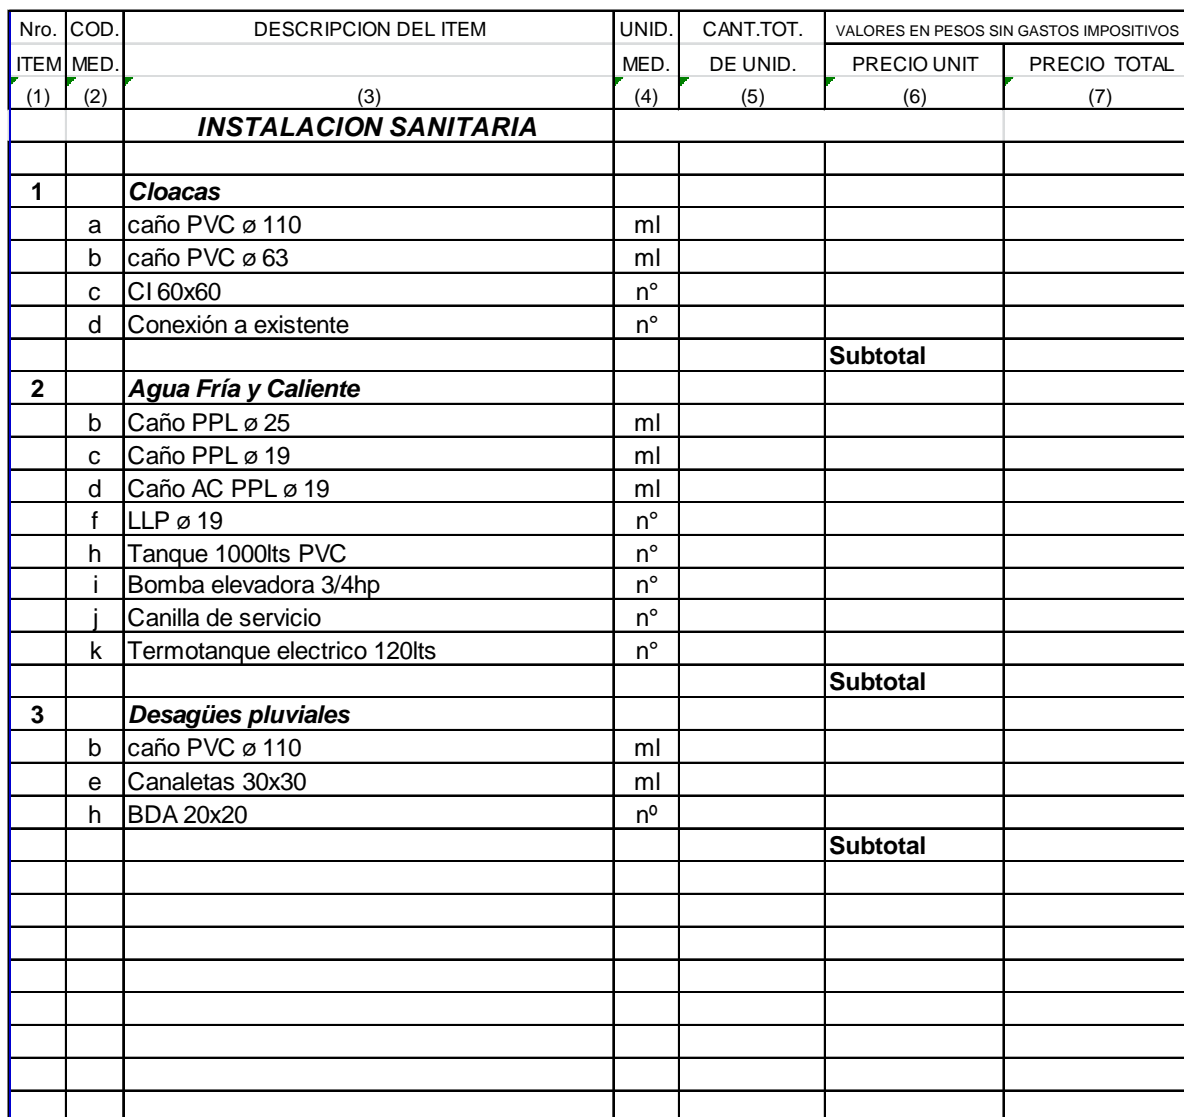 Nro. COD. DESCRIPCION DEL ITEM UNID. CANT.TOT. VALORES EN PESOS SIN GASTOS IMPOSITIVOS
ITEM MED. MED. DE UNID. PRECIO UNIT PRECIO TOTAL
(1) (2) (3) (4) (5) (6) (7)
INSTALACION SANITARIA
1 Cloacas
a caño PVC ø 110 ml
b caño PVC ø 63 ml
c CI 60x60 n°
d Conexión a existente n°
Subtotal
2 Agua Fría y Caliente
b Caño PPL ø 25 ml
c Caño PPL ø 19 ml
d Caño AC PPL ø 19 ml
f LLP ø 19 n°
h Tanque 1000lts PVC n°
i Bomba elevadora 3/4hp n°
j Canilla de servicio n°
k Termotanque electrico 120lts n°
Subtotal
3 Desagües pluviales
b caño PVC ø 110 ml
e Canaletas 30x30 ml
h BDA 20x20 nº
Subtotal